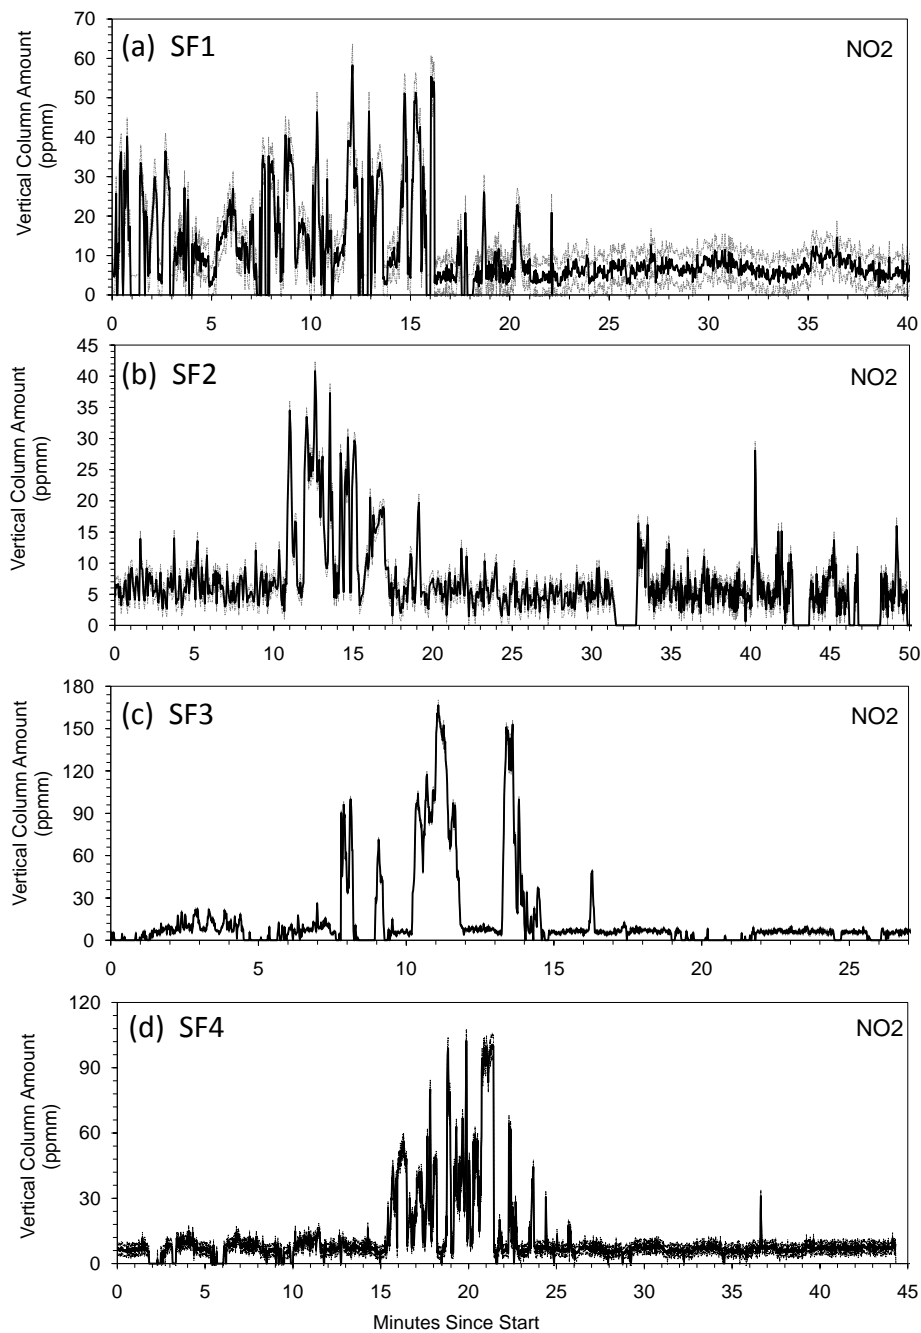 (a) SF1
NO2
Vertical Column Amount
(ppmm)
70
60
50
40
30
20
10
0
0 5 10 15 20 25 30 35 40
(b) SF2
NO2
Vertical Column Amount
(ppmm)
45
40
35
30
25
20
15
10
5
0
0 5 10 15 20 25 31 35 40 45 50
(c) SF3
NO2
Vertical Column Amount
(ppmm)
180
150
120
90
60
30
0
0 5 10 15 20 25
(d) SF4
NO2
Vertical Column Amount
(ppmm)
120
90
60
30
0
0 5 10 15 20 25 30 35 40 45
Minutes Since Start